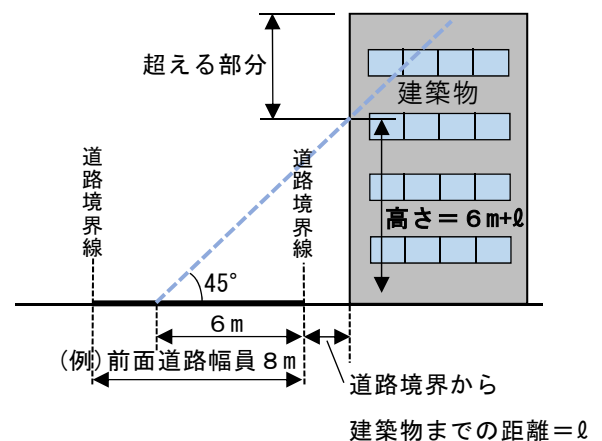 超える部分
建築物
道路境界線
道路境界線
高さ＝６ｍ+ℓ
45°
６ｍ
(例)前面道路幅員８ｍ
道路境界から
建築物までの距離＝ℓ